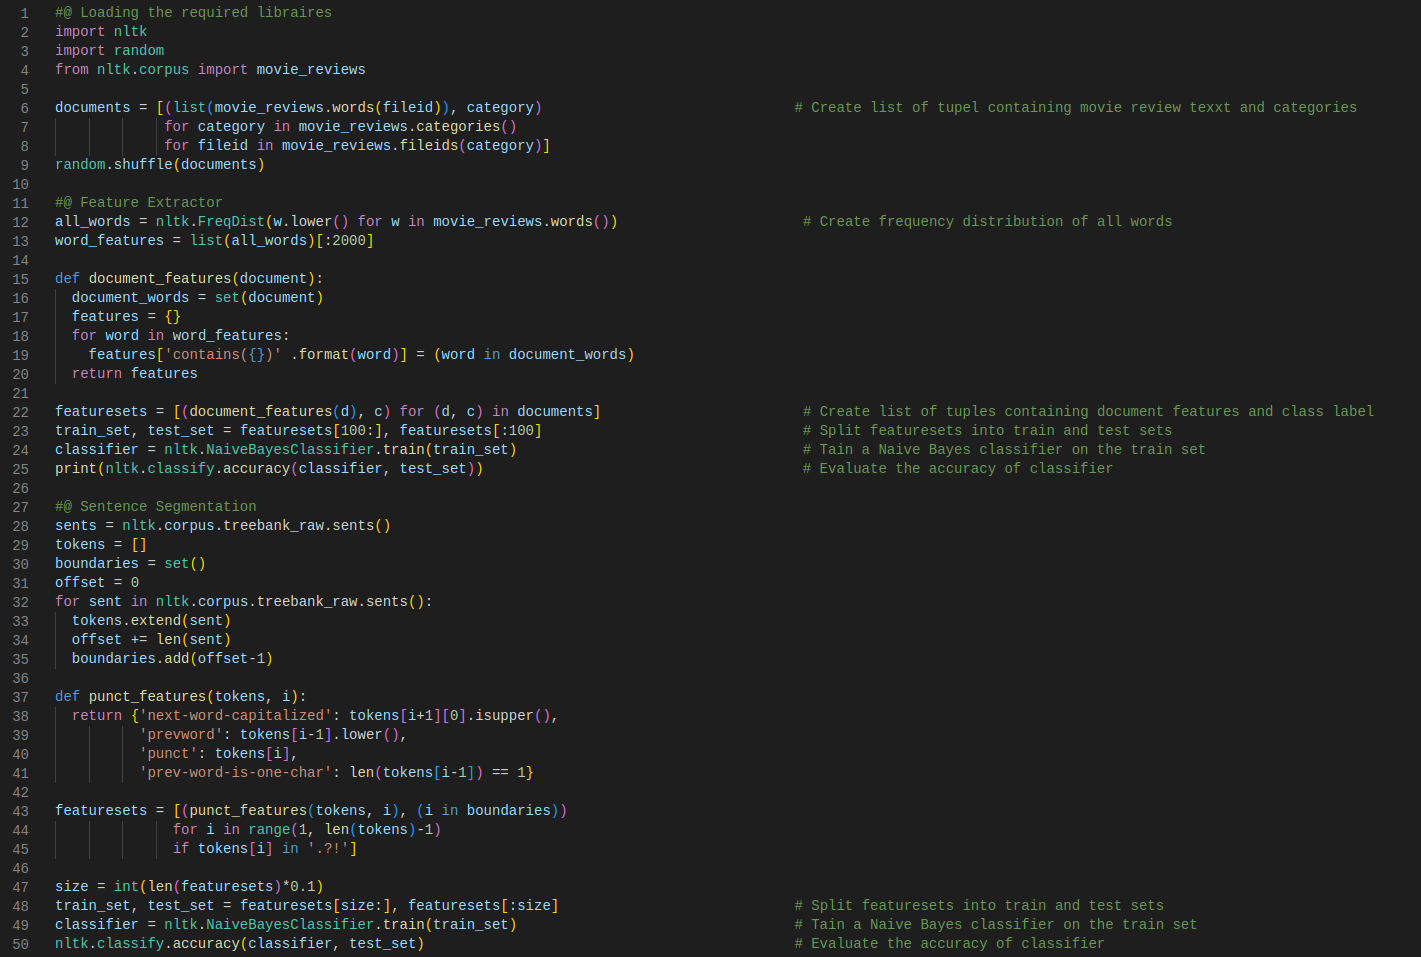 1 #@ Loading the required libraires
2 import nltk
3 import random
4 from nltk.corpus import movie_reviews
5
6 documents = [(list(movie_reviews.words(fileid)), category) # Create list of tupel containing movie review texxt and categories
7 for category in movie_reviews.categories()
8 for fileid in movie_reviews.fileids(category)]
9 random.shuffle(documents)
10
11 #@ Feature Extractor
12 all_words = nltk.FreqDist(w.lower() for w in movie_reviews.words()) # Create frequency distribution of all words
13 word_features = list(all_words)[:2000]
14
15 def document_features(document):
16 document_words = set(document)
17 features = {}
18 for word in word_features:
19 features['contains({})' .format(word)] = (word in document_words)
20 return features
21
22 featuresets = [(document_features(d), c) for (d, c) in documents] # Create list of tuples containing document features and class label
23 train_set, test_set = featuresets[100:], featuresets[:100] # Split featuresets into train and test sets
24 classifier = nltk.NaiveBayesClassifier.train(train_set) # Tain a Naive Bayes classifier on the train set
25 print(nltk.classify.accuracy(classifier, test_set)) # Evaluate the accuracy of classifier
26
27 #@ Sentence Segmentation
28 sents = nltk.corpus.treebank_raw.sents()
29 tokens = []
30 boundaries = set()
31 offset = 0
32 for sent in nltk.corpus.treebank_raw.sents():
33 tokens.extend(sent)
34 offset += len(sent)
35 boundaries.add(offset-1)
36
37 def punct_features(tokens, i):
38 return {'next-word-capitalized': tokens[i+1][0].isupper(),
39 'prevword': tokens[i-1].lower(),
40 'punct': tokens[i],
41 'prev-word-is-one-char': len(tokens[i-1]) == 1}
42
43 featuresets = [(punct_features(tokens, i), (i in boundaries))
44 for i in range(1, len(tokens)-1)
45 if tokens[i] in '.?!']
46
47 size = int(len(featuresets)*0.1)
48 train_set, test_set = featuresets[size:], featuresets[:size] # Split featuresets into train and test sets
49 classifier = nltk.NaiveBayesClassifier.train(train_set) # Tain a Naive Bayes classifier on the train set
50 nltk.classify.accuracy(classifier, test_set) # Evaluate the accuracy of classifier